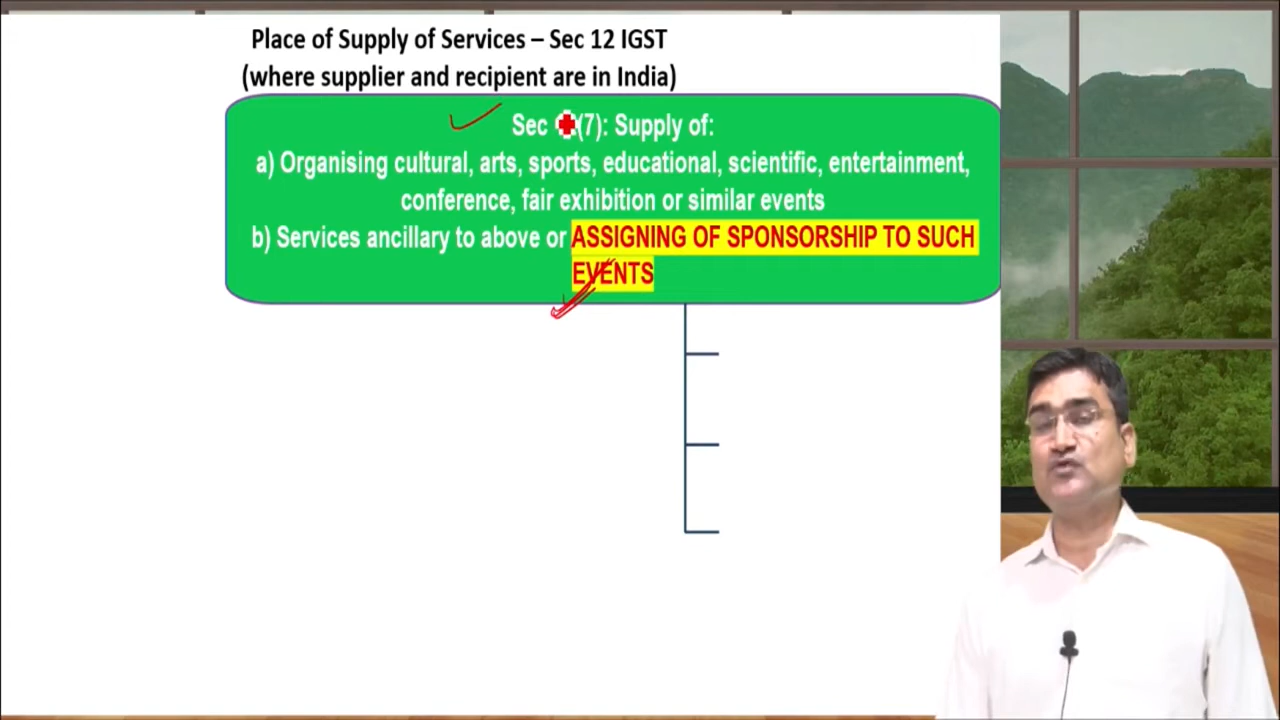 Place of Supply of Services – Sec 12 IGST
(where supplier and recipient are in India)
Sec (7): Supply of:
a) Organising cultural, arts, sports, educational, scientific, entertainment,
conference, fair exhibition or similar events
b) Services ancillary to above or ASSIGNING OF SPONSORSHIP TO SUCH
EVENTS